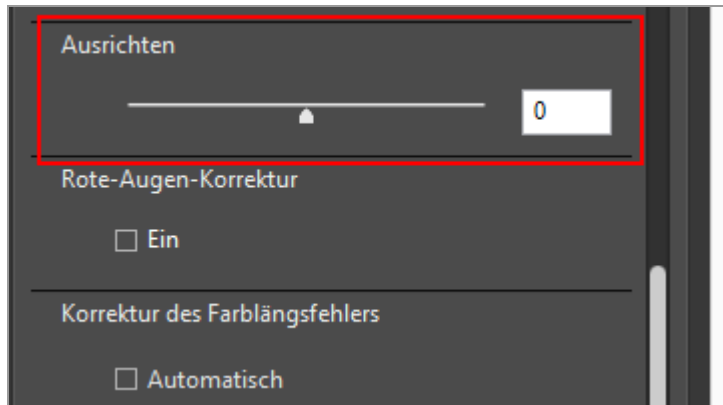 Ausrichten
0
Rote-Augen-Korrektur
Ein
Korrektur des Farblängsfehlers
Automatisch